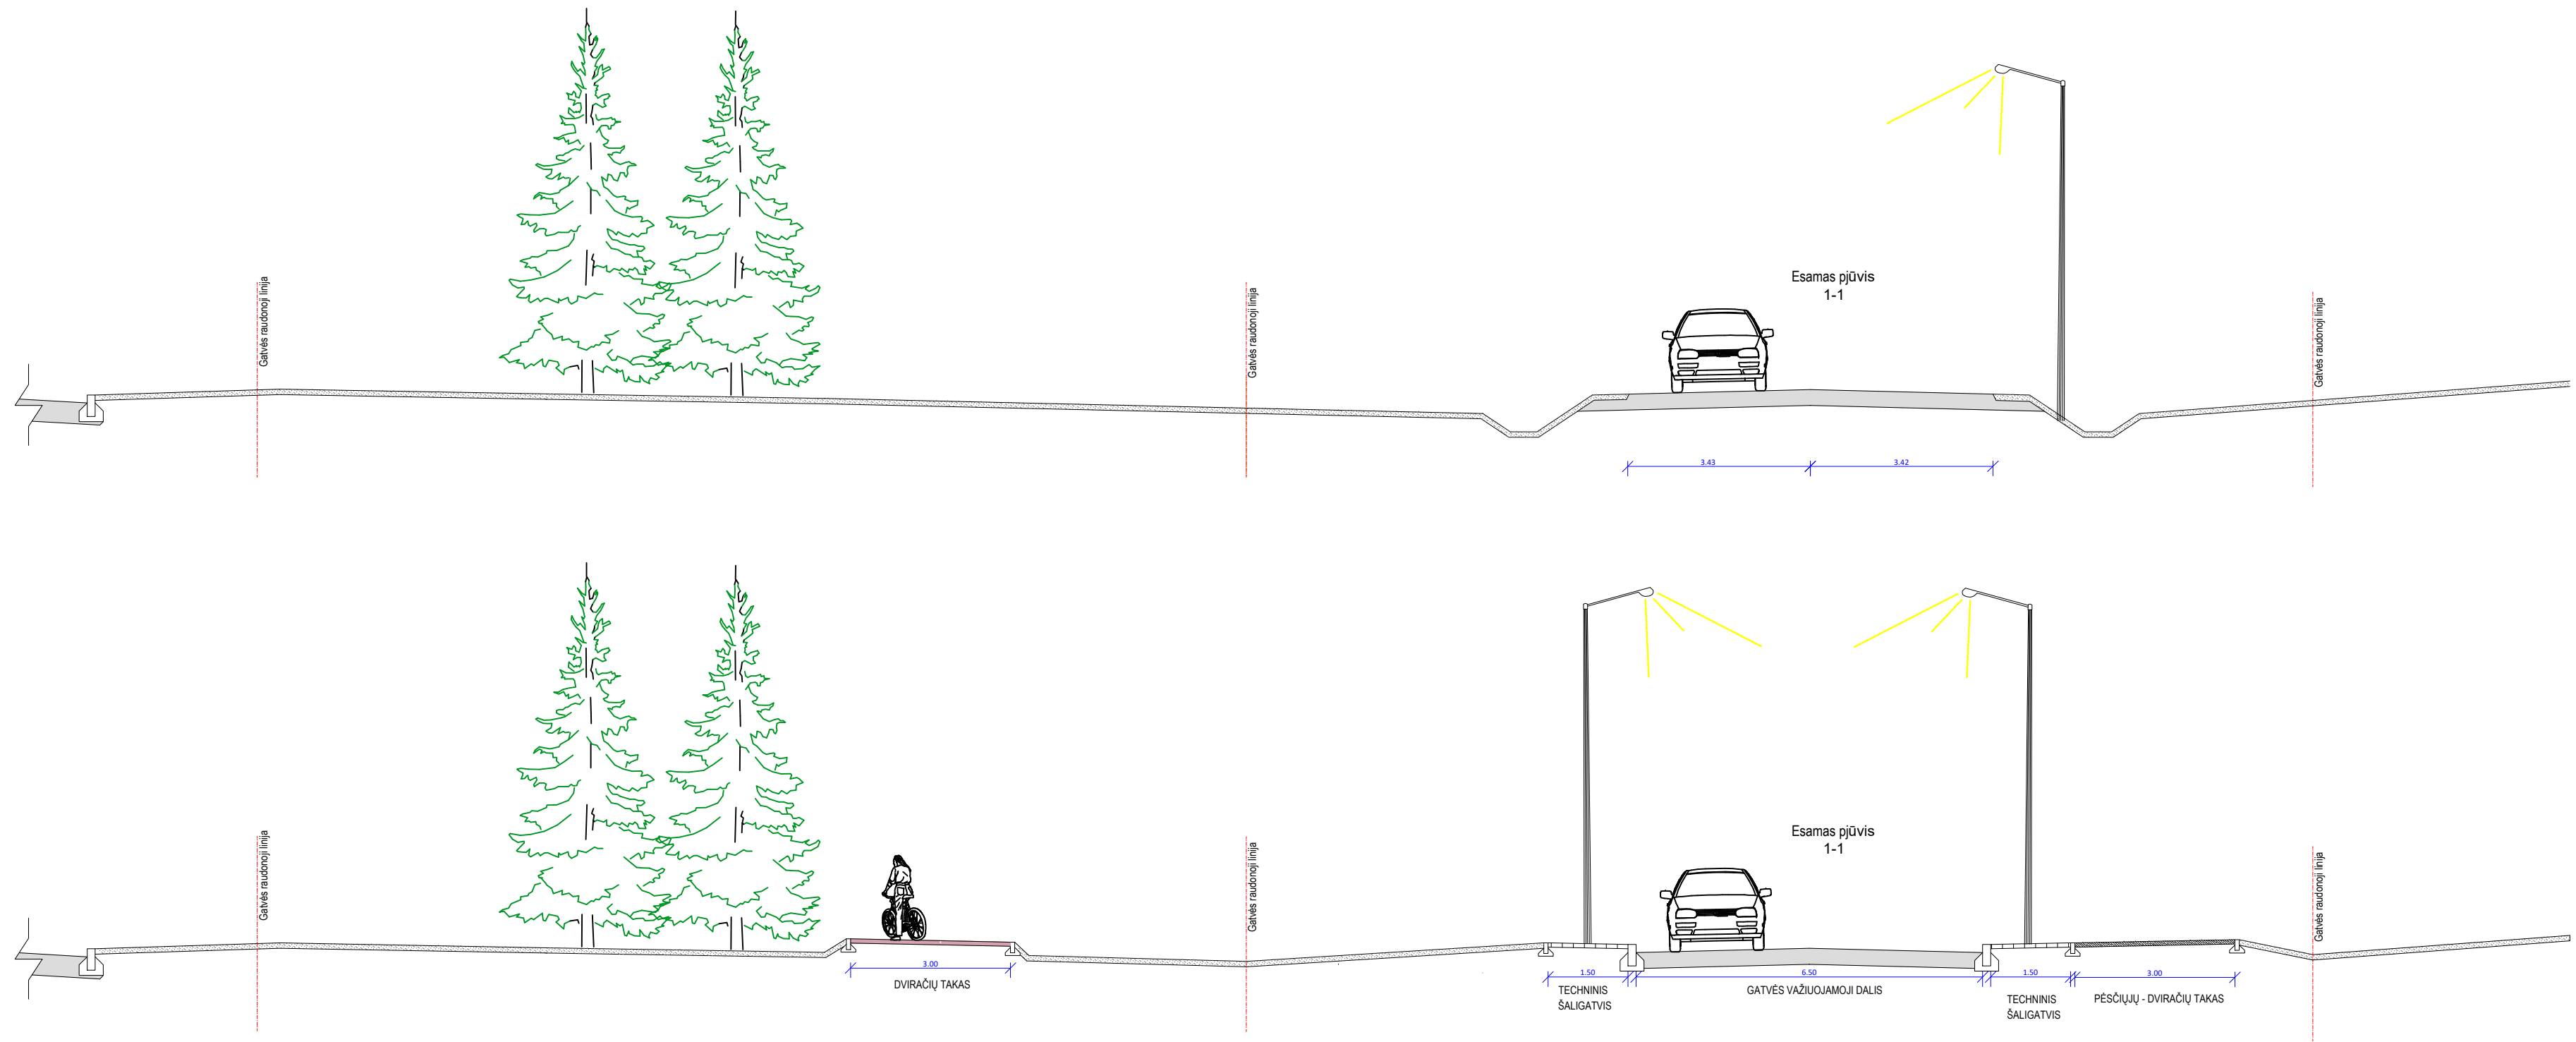 Gatvės raudonoji linija
Gatvės raudonoji linija
Esamas pjūvis
1-1
Gatvės raudonoji linija
3.43
3.42
Gatvės raudonoji linija
Gatvės raudonoji linija
Esamas pjūvis
1-1
Gatvės raudonoji linija
3.00
DVIRAČIŲ TAKAS
1.50
6.50
1.50
3.00
TECHNINIS
ŠALIGATVIS
GATVĖS VAŽIUOJAMOJI DALIS
TECHNINIS
ŠALIGATVIS
PĖSČIŲJŲ - DVIRAČIŲ TAKAS